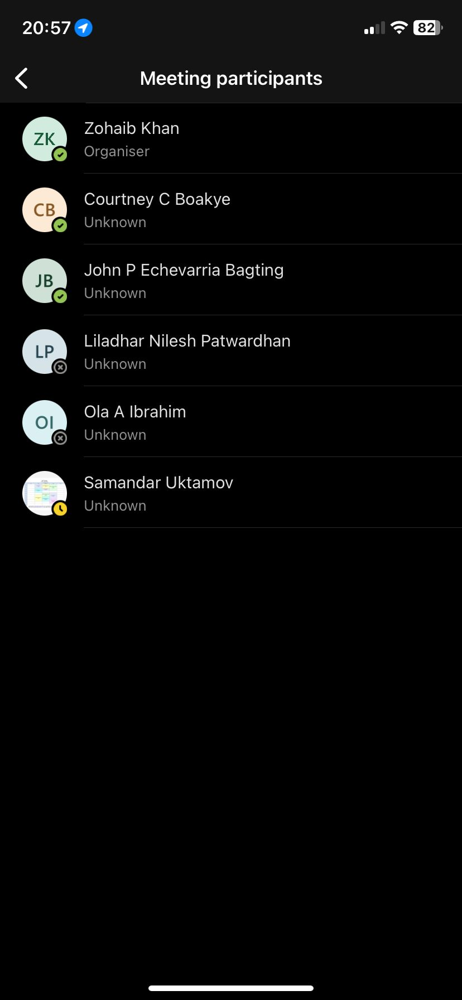 20:57
82
Meeting participants
ZK
Zohaib Khan
Organiser
CB
Courtney C Boakye
Unknown
JB
John P Echevarria Bagting
Unknown
LP
Liladhar Nilesh Patwardhan
Unknown
OI
Ola A Ibrahim
Unknown
Samandar Uktamov
Unknown